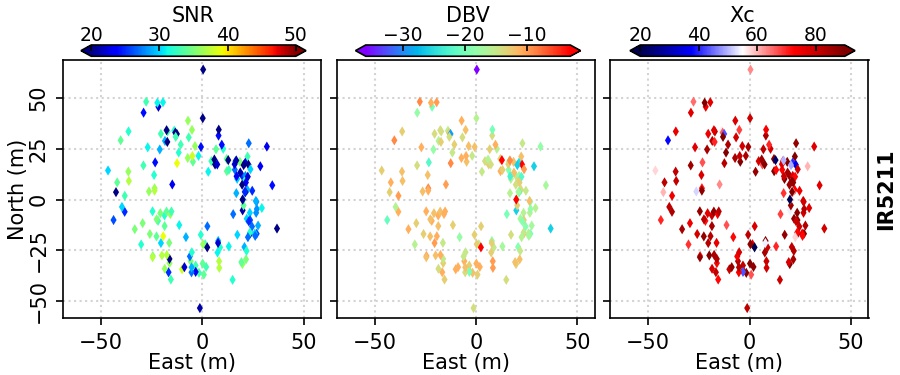 SNR
20 30 40 50
DBV
−30 −20 −10
Xc
20 40 60 80
North (m)
50
25
0
−25
−50
−50 0 50
East (m)
−50 0 50
East (m)
−50 0 50
East (m)
IR5211